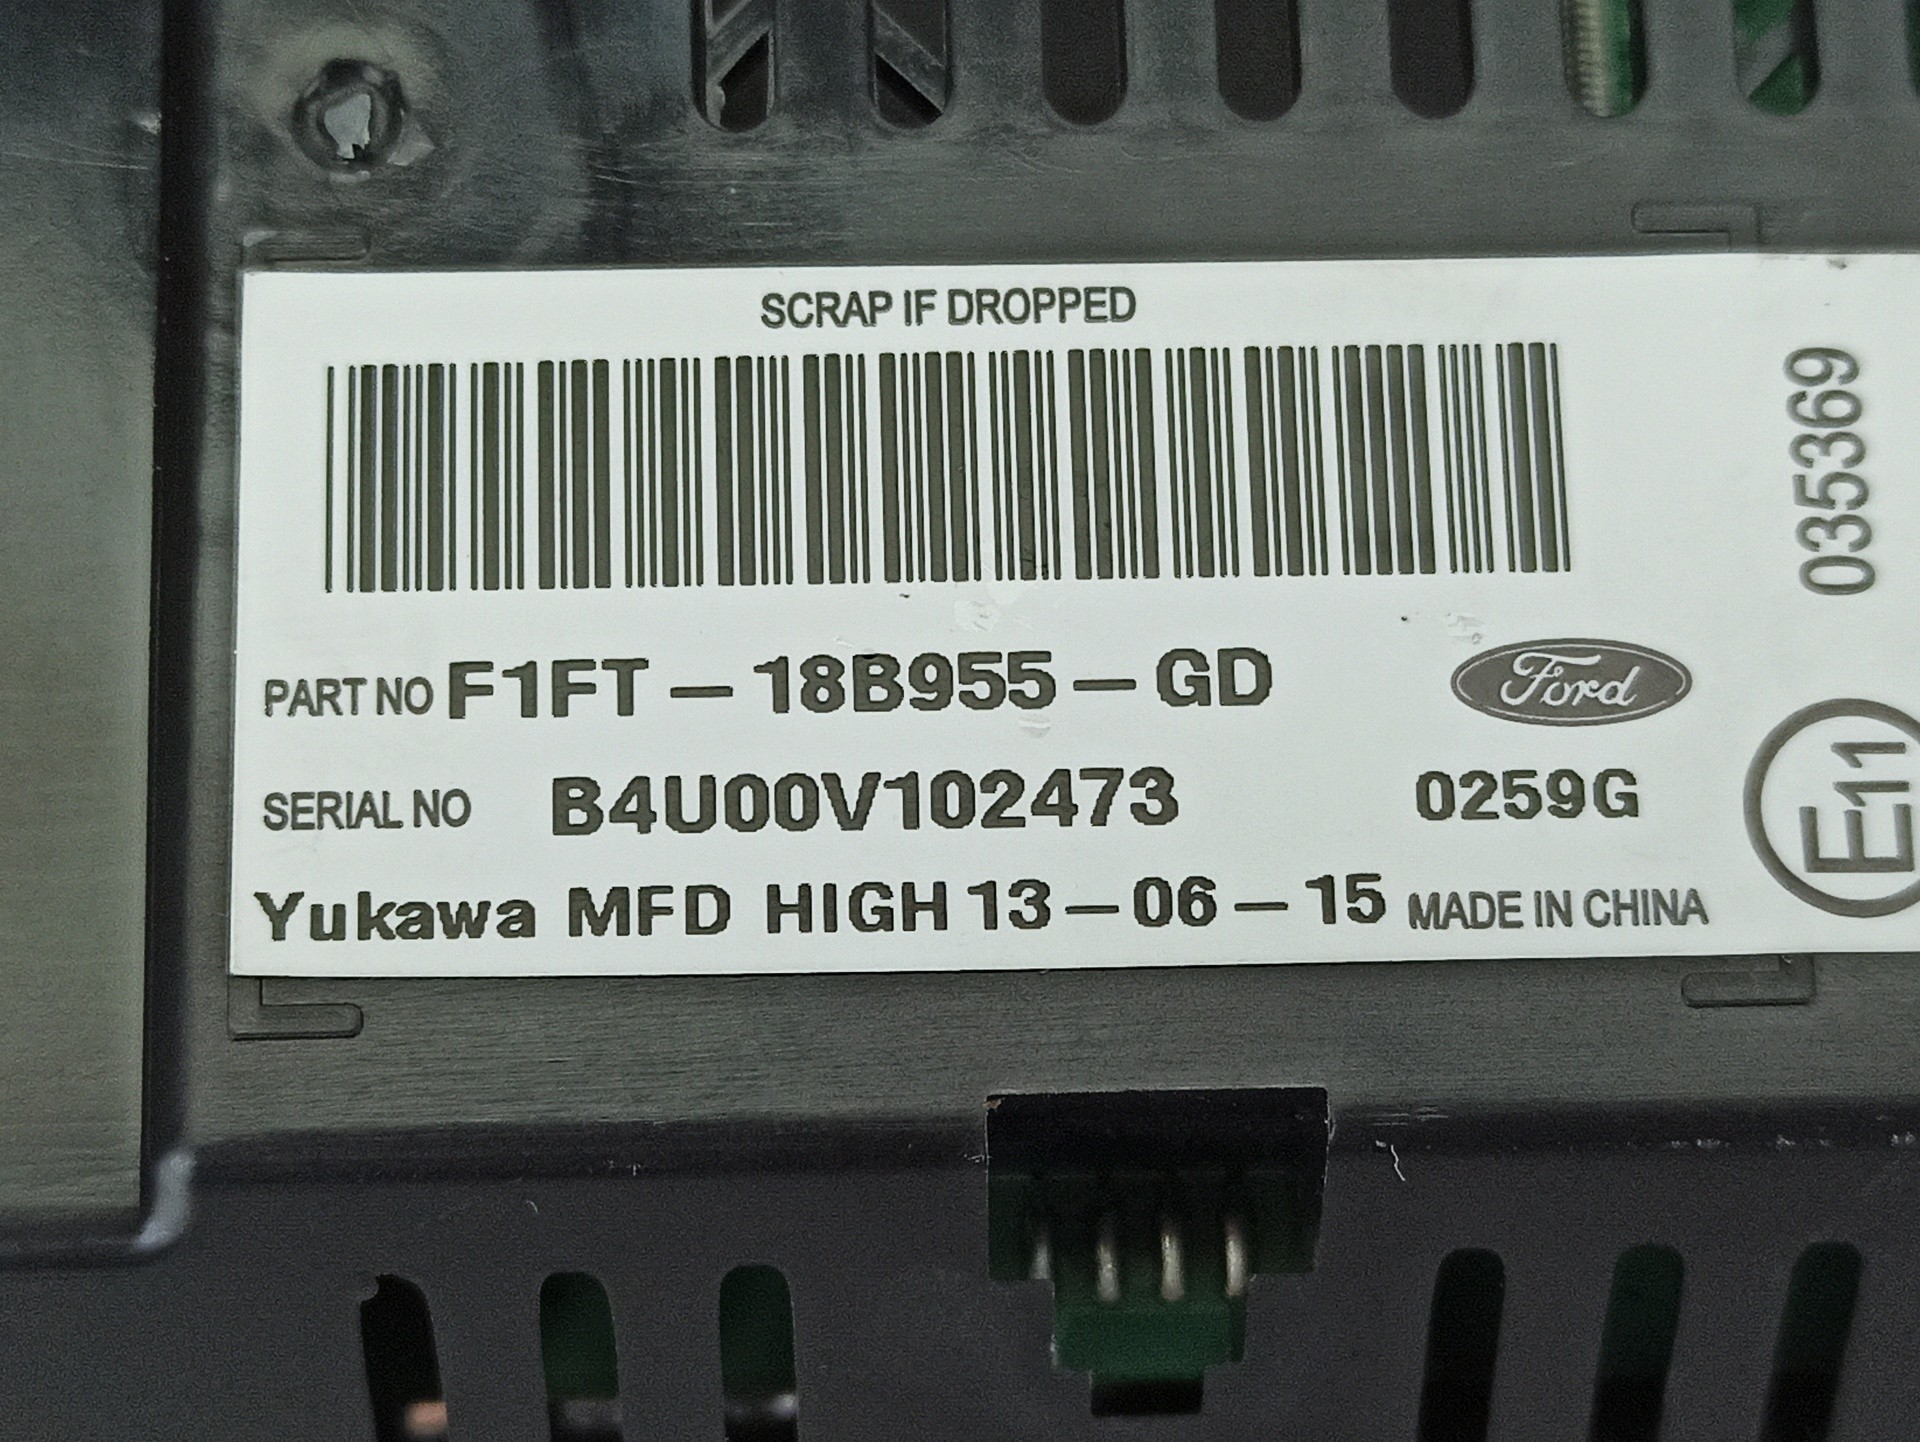 SCRAP IF DROPPED
PART NO F1FT-18B955-GD
Ford
SERIAL NO B4U00V102473 0259G
Yukawa MFD HIGH 13-06-15 MADE IN CHINA
035369
E11